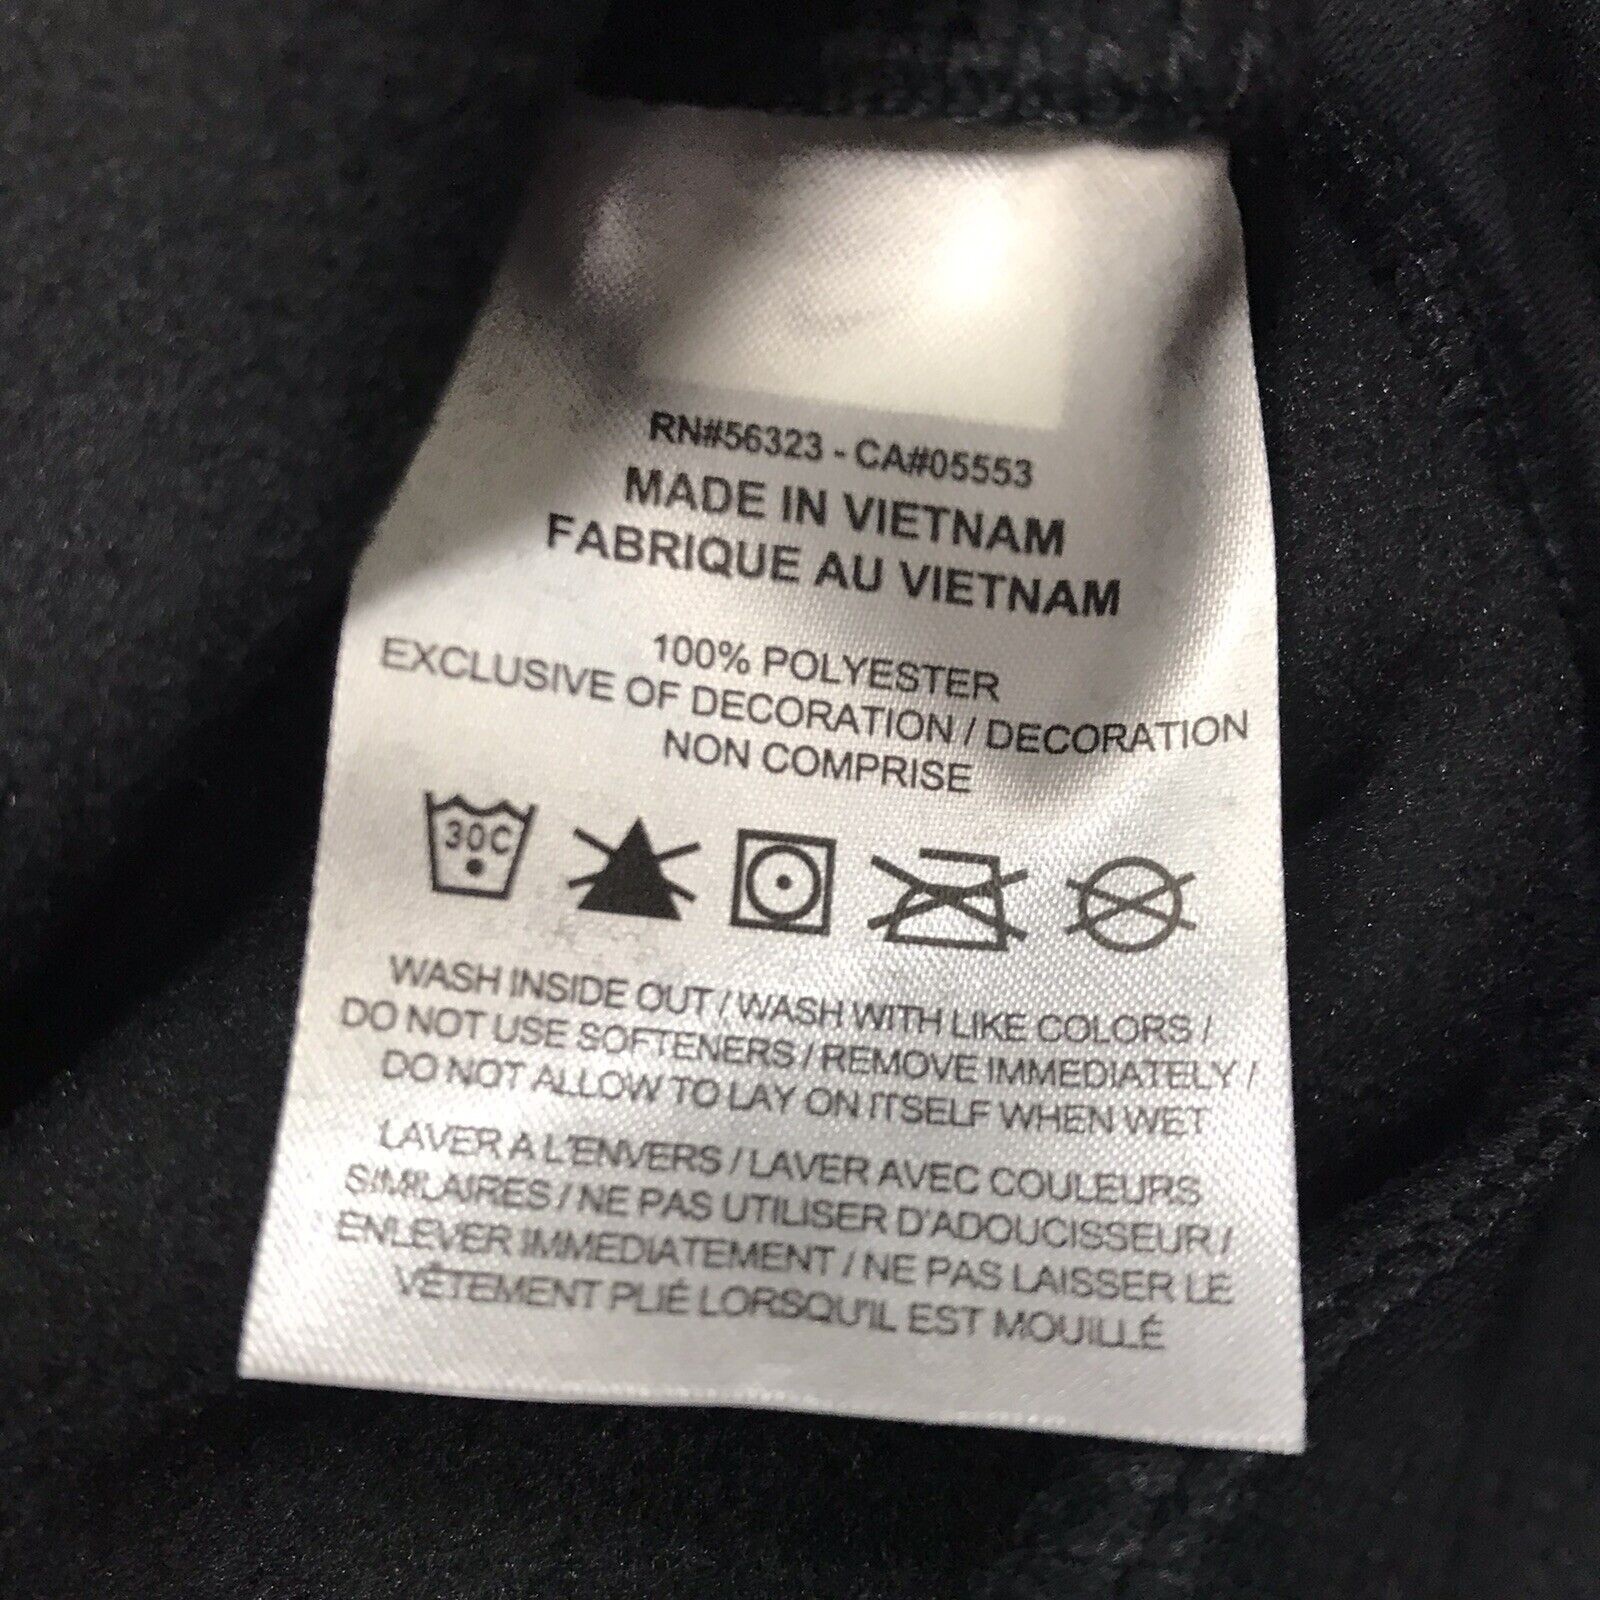 RN#56323 - CA#05553
MADE IN VIETNAM
FABRIQUE AU VIETNAM
100% POLYESTER
EXCLUSIVE OF DECORATION / DECORATION
NON COMPRISE
30C
WASH INSIDE OUT / WASH WITH LIKE COLORS /
DO NOT USE SOFTENERS / REMOVE IMMEDIATELY /
DO NOT ALLOW TO LAY ON ITSELF WHEN WET
LAVER A L'ENVERS / LAVER AVEC COULEURS
SIMILAIRES / NE PAS UTILISER D'ADOUCISSEUR /
ENLEVER IMMEDIATEMENT / NE PAS LAISSER LE
VÊTEMENT PLIÉ LORSQU'IL EST MOUILLÉ